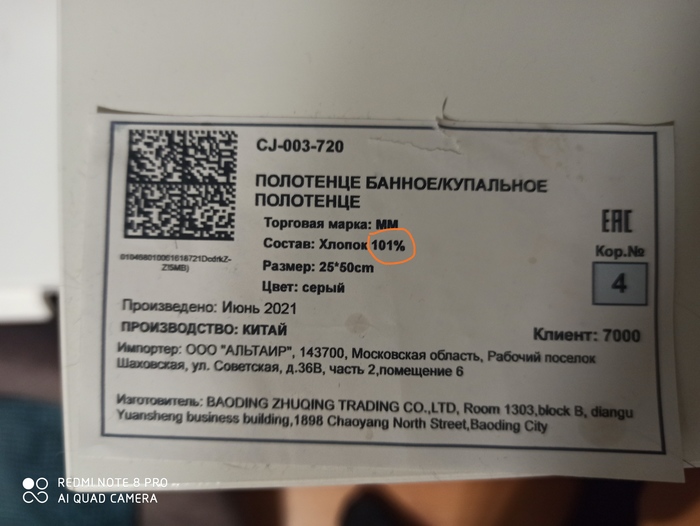 CJ-003-720
ПОЛОТЕНЦЕ БАННОЕ/КУПАЛЬНОЕ
ПОЛОТЕНЦЕ
Торговая марка: ММ
Состав: Хлопок 101%
Размер: 25*50см
Цвет: серый
EAC
Кор.№
4
Произведено: Июнь 2021
ПРОИЗВОДСТВО: КИТАЙ
Клиент: 7000
Импортер: ООО "АЛЬТАИР", 143700, Московская область, Рабочий поселок
Шаховская, ул. Советская, д.36В, часть 2,помещение 6
Изготовитель: BAODING ZHUQING TRADING CO.,LTD, Room 1303,block B, diangu
Yuansheng business building,1898 Chaoyang North Street,Baoding City
REDMI NOTE 8 PRO
AI QUAD CAMERA